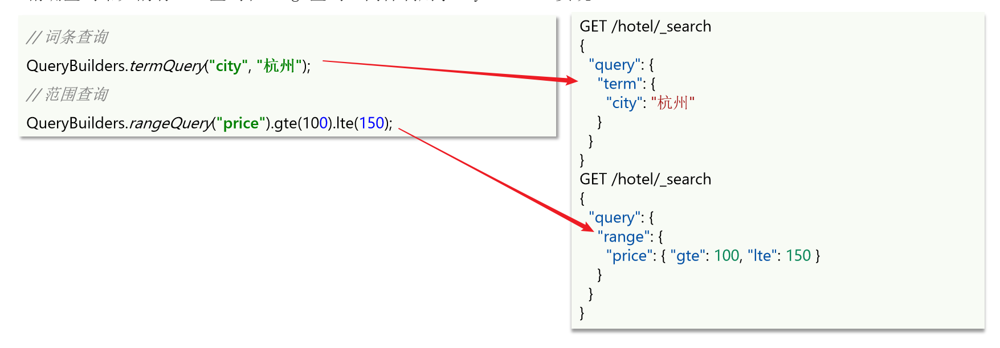 // 词条查询
QueryBuilders.termQuery("city", "杭州");
// 范围查询
QueryBuilders.rangeQuery("price").gte(100).lte(150);
GET /hotel/_search
{
"query": {
"term": {
"city": "杭州"
}
}
}
GET /hotel/_search
{
"query": {
"range": {
"price": { "gte": 100, "lte": 150 }
}
}
}